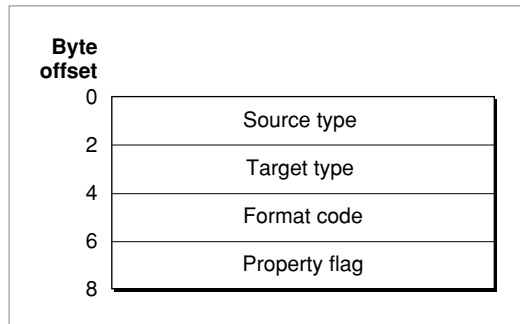 Byte
offset
0
Source type
2
Target type
4
Format code
6
Property flag
8